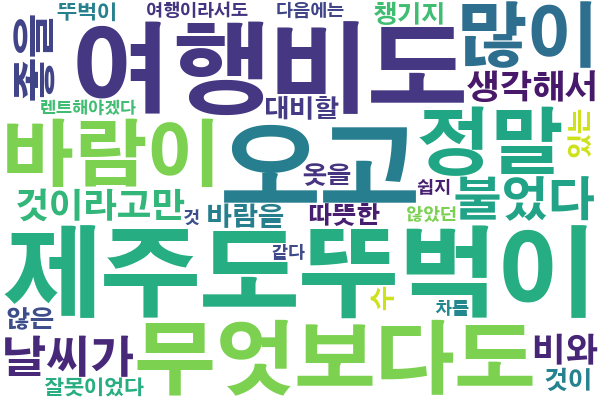 뚜벅이 여행이라서도 다음에는 챙기지 많이
좋을 여행비도
렌트해야겠다 대비할 생각해서
바람이 오고 정말 있는
옷을
것이라고만 것 바람을 따뜻한 쉽지 않았던 불었다
제주도뚜벅이
같다 수 차를
않은
날씨가 무엇보다도 비와
잘못이었다 것이